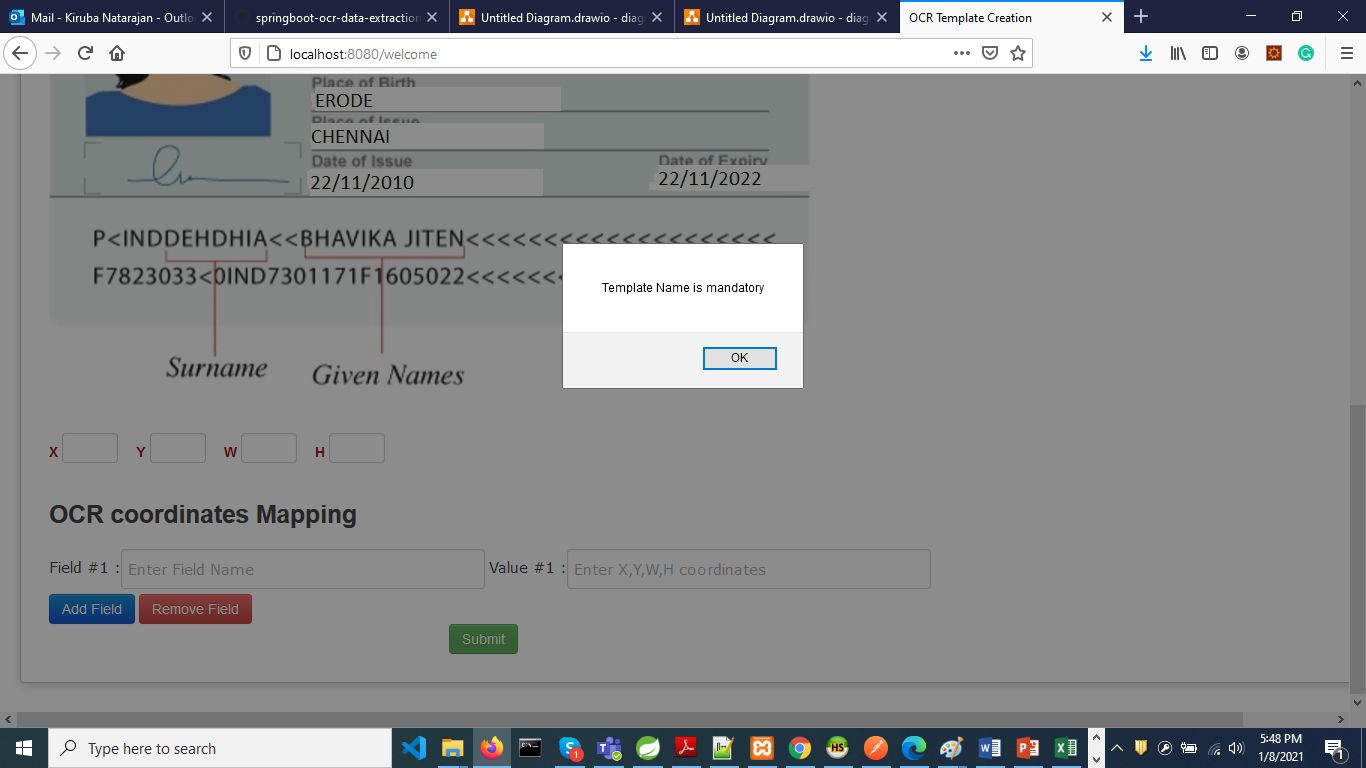 Mail - Kiruba Natarajan - Outlo
springboot-ocr-data-extraction
Untitled Diagram.drawio - diag
Untitled Diagram.drawio - diag
OCR Template Creation
localhost:8080/welcome
Place of Birth
ERODE
Place of Issue
CHENNAI
Date of Issue
Date of Expiry
22/11/2010
22/11/2022
P<INDDEHDHIA<<BHAVIKA JITEN<<<<<<<<<<<<<<<<<<<<
F7823033<0IND7301171F1605022<<<<<<<
Surname
Given Names
Template Name is mandatory
OK
X
Y
W
H
OCR coordinates Mapping
Field #1 :
Enter Field Name
Value #1 :
Enter X,Y,W,H coordinates
Add Field
Remove Field
Submit
Type here to search
5:48 PM
1/8/2021